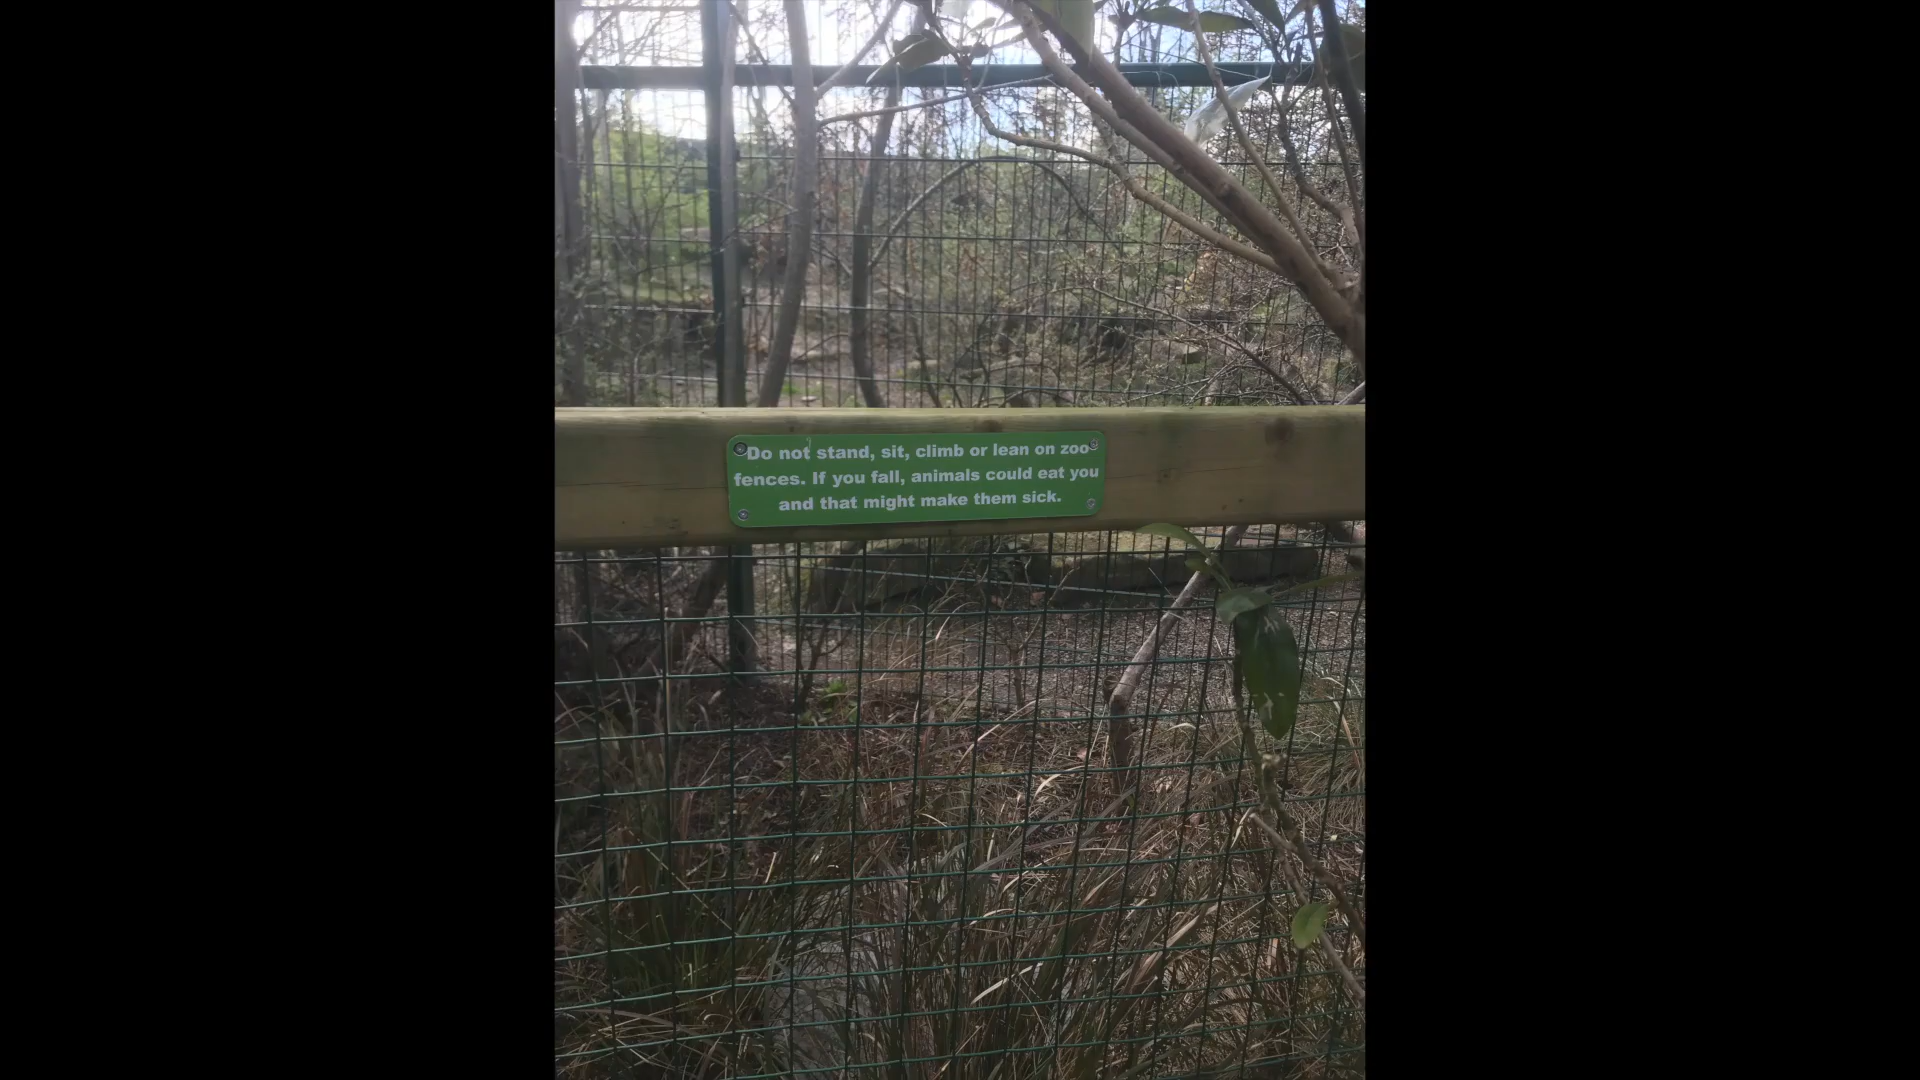 Do not stand, sit, climb or lean on zoo
fences. If you fall, animals could eat you
and that might make them sick.